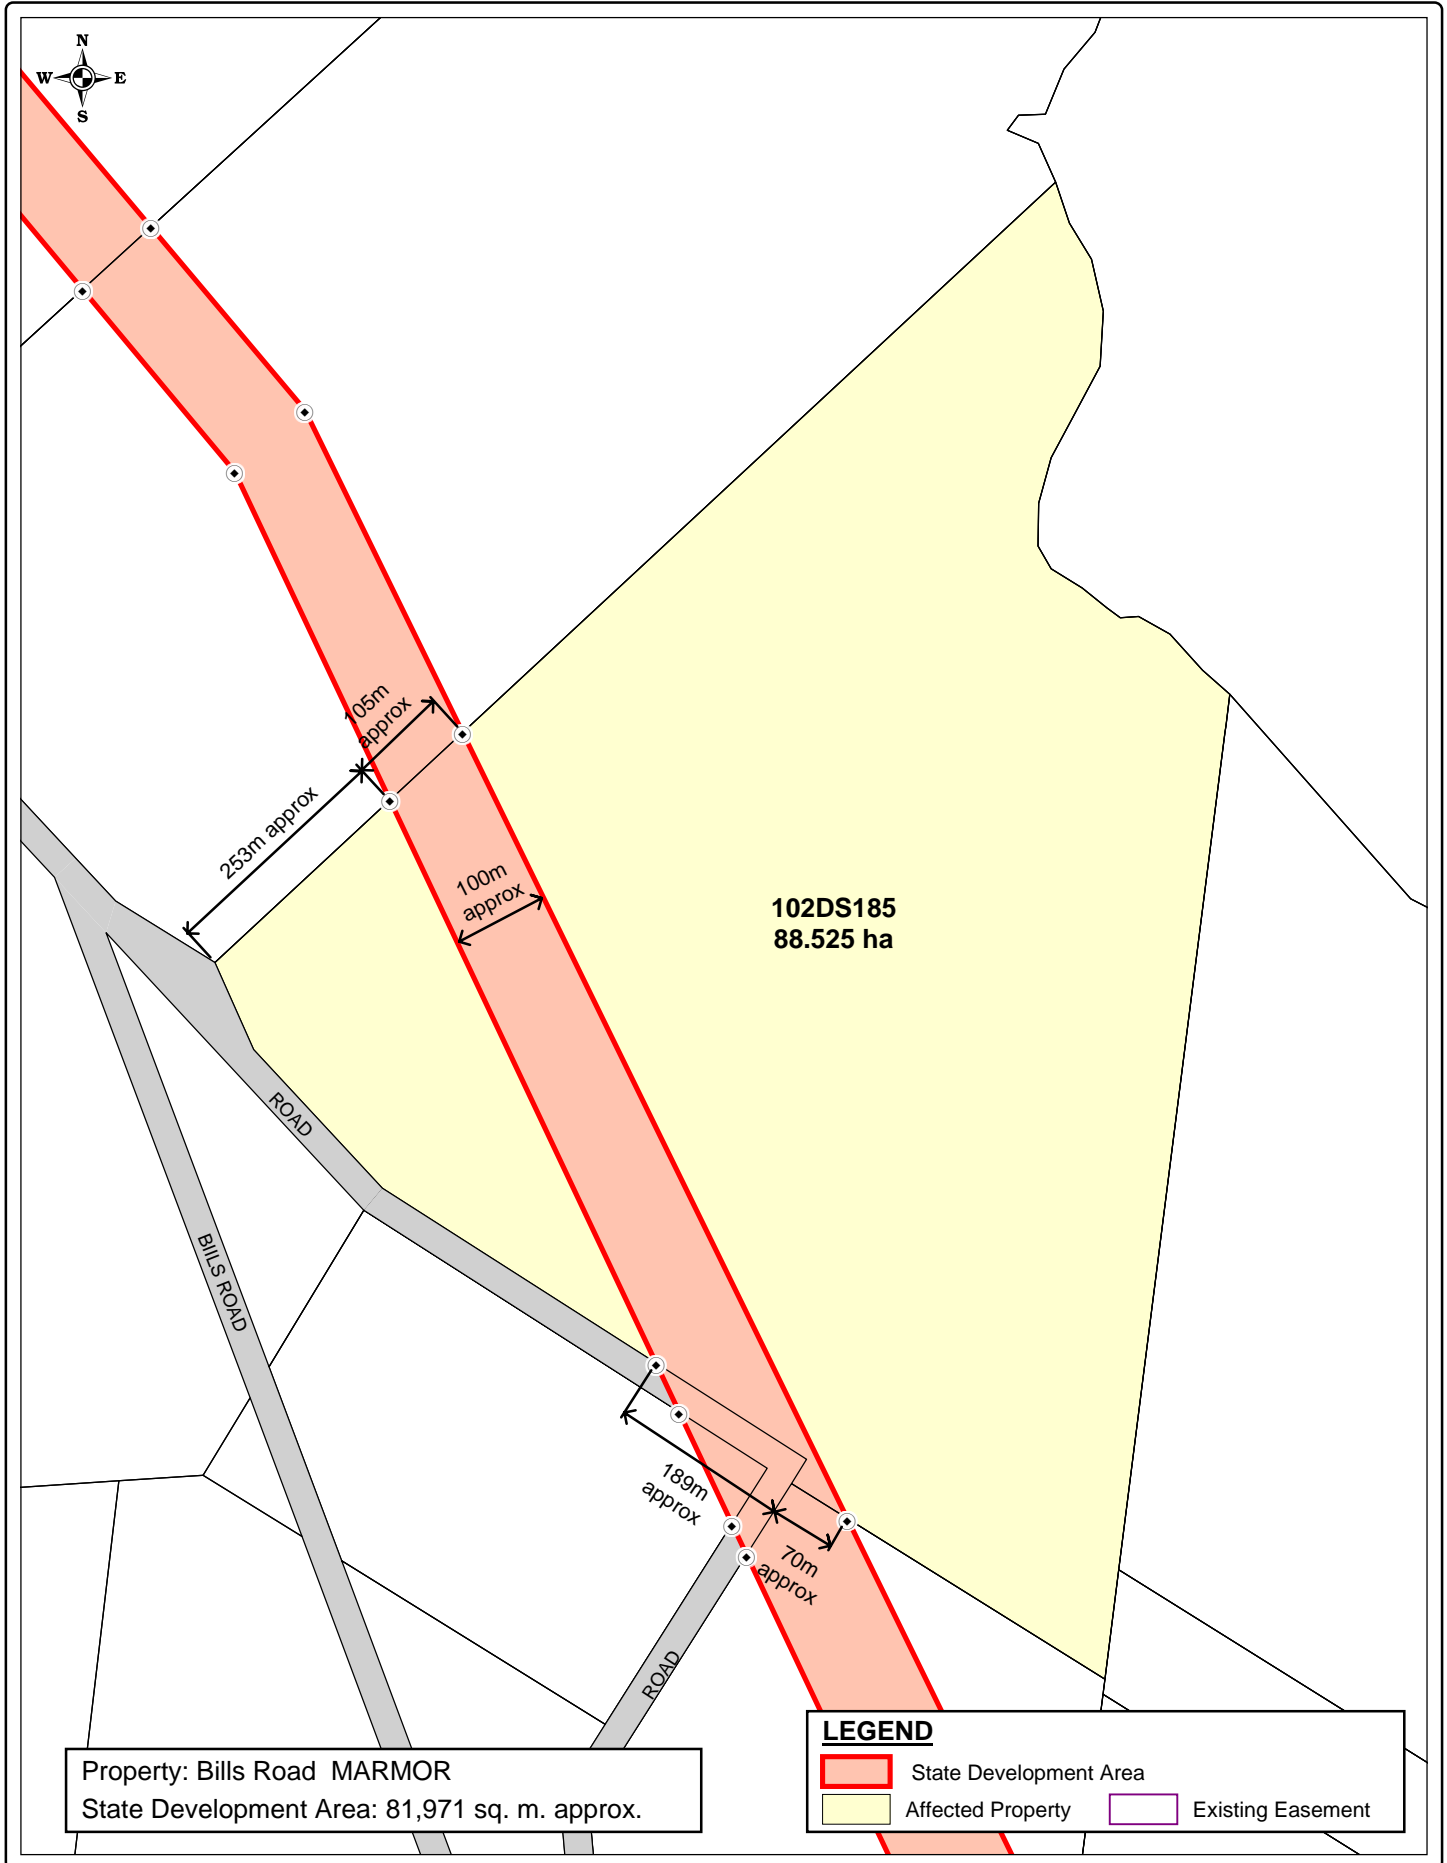 N
W E
S
105m
approx
253m approx
100m
approx
102DS185
88.525 ha
ROAD
BIILS ROAD
189m
approx
70m
approx
ROAD
LEGEND
State Development Area
Affected Property Existing Easement
Property: Bills Road MARMOR
State Development Area: 81,971 sq. m. approx.